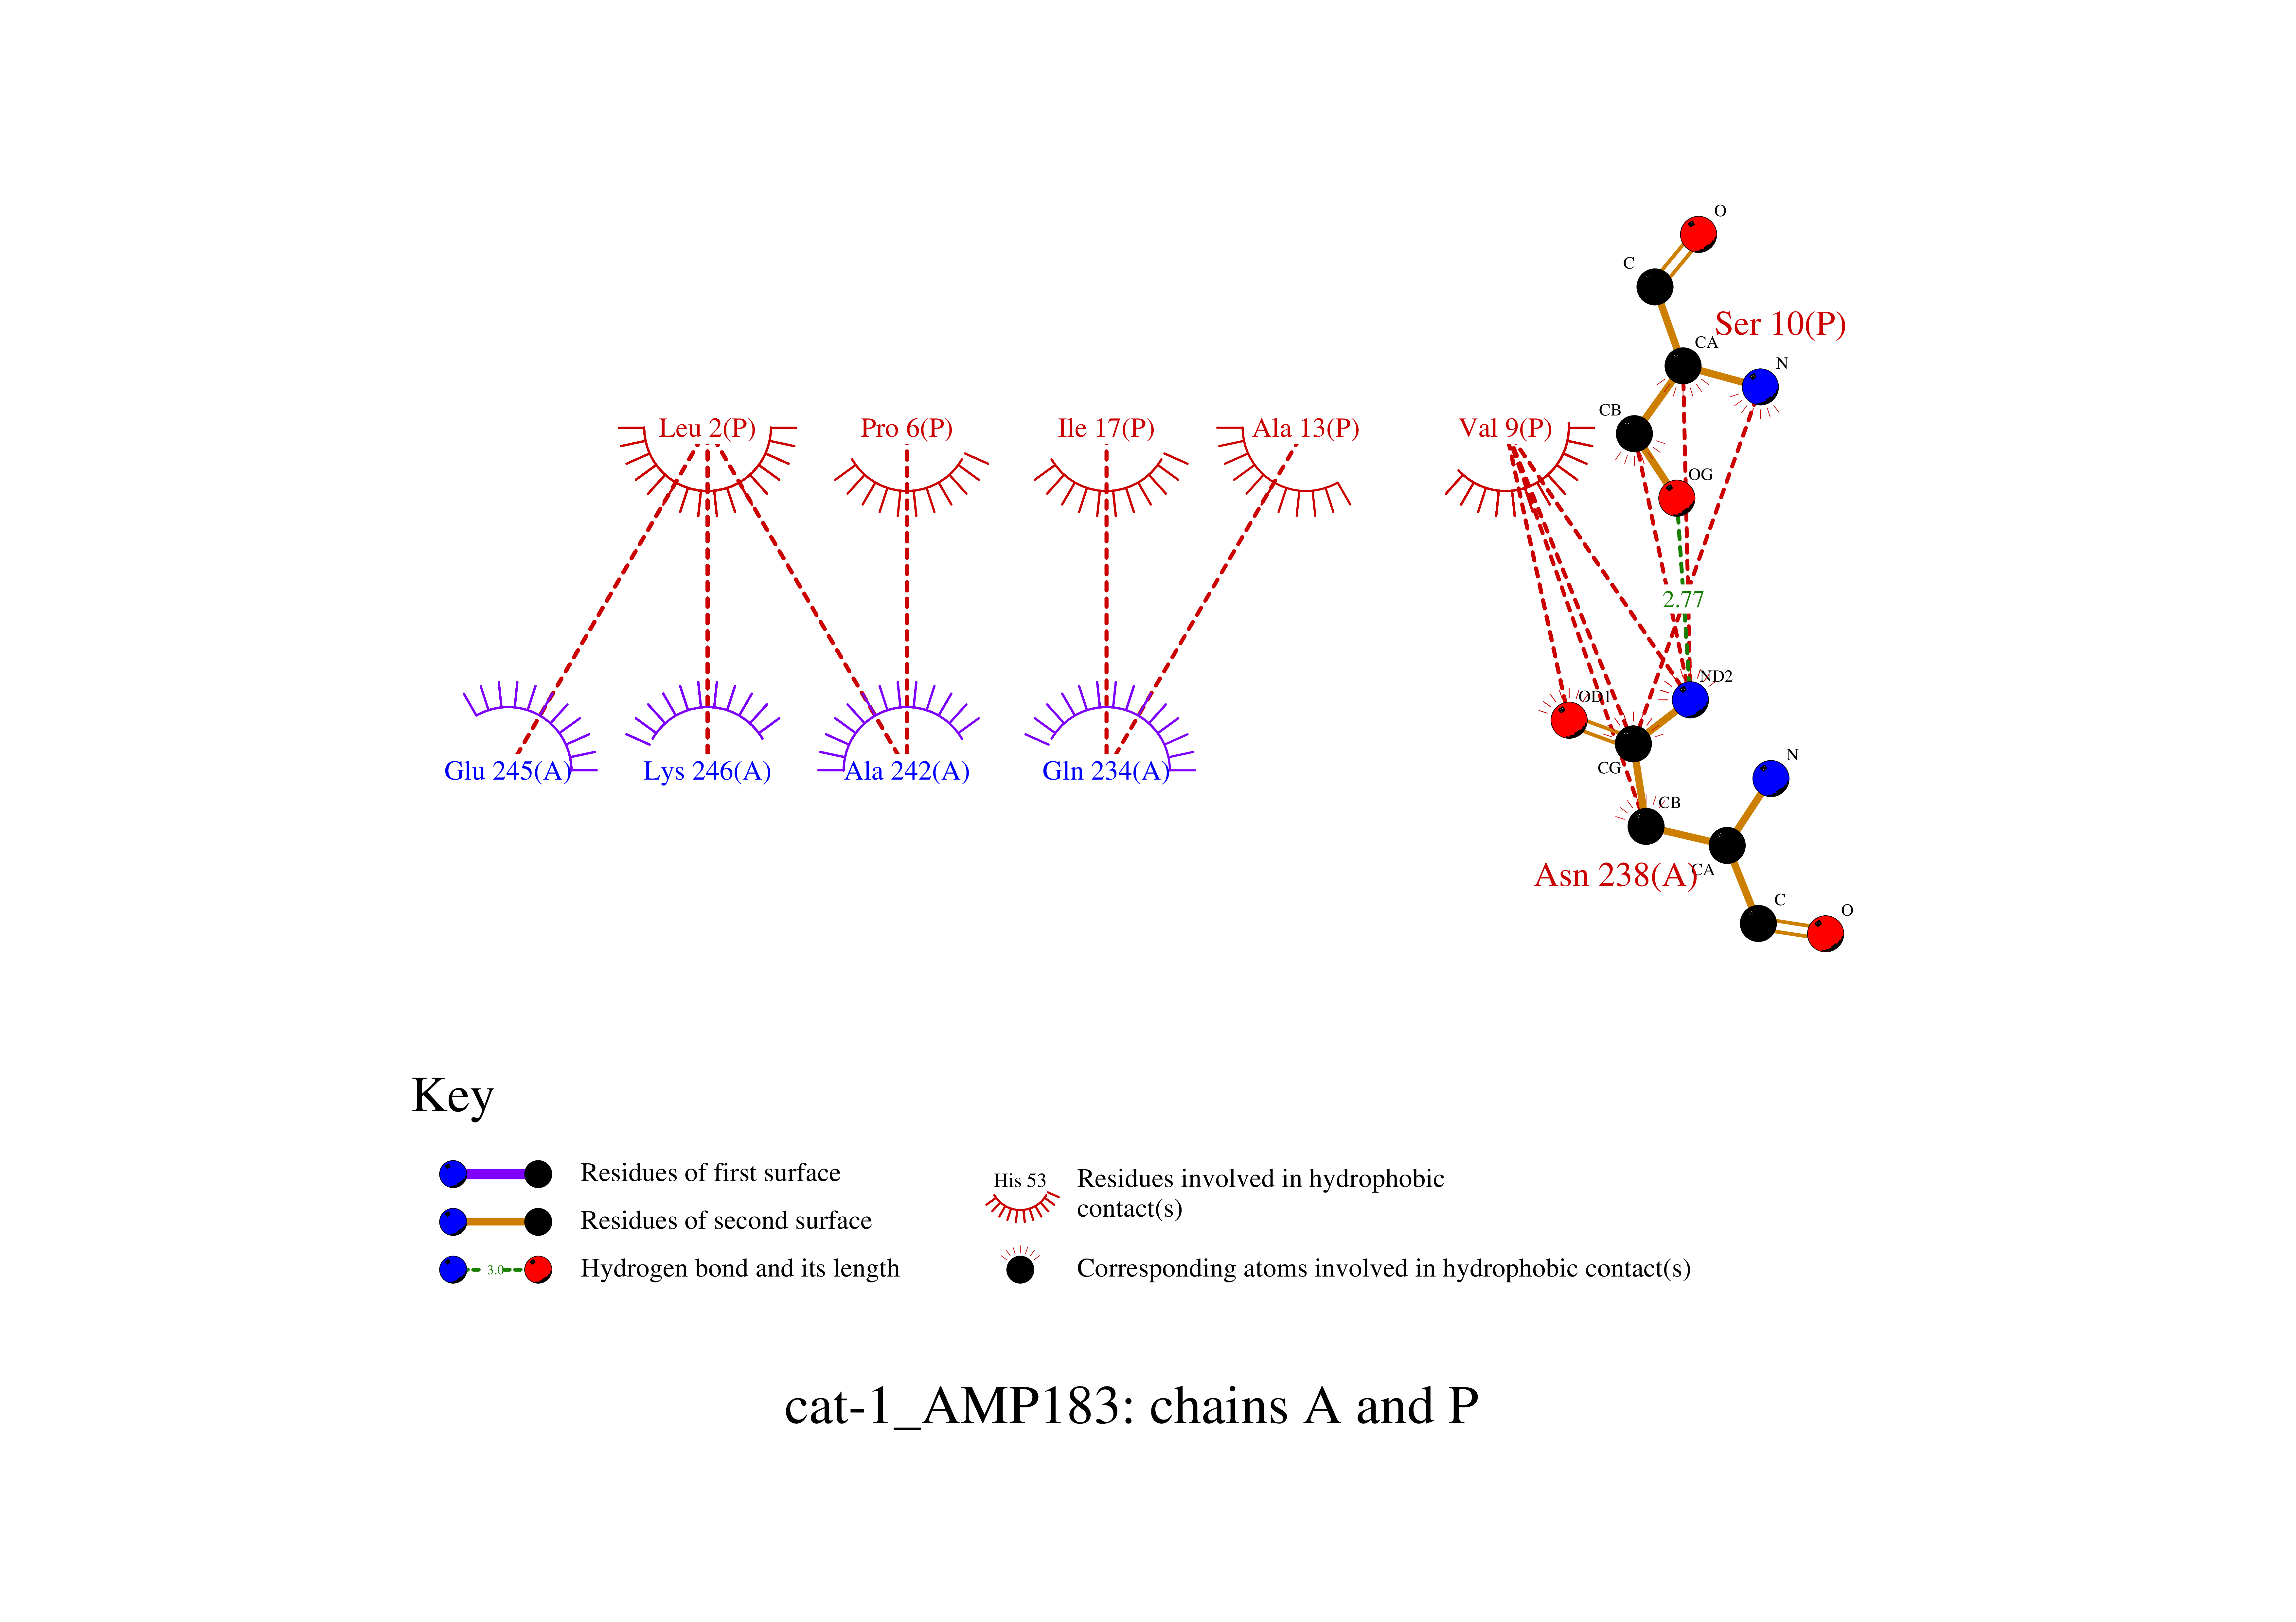 O
C
Ser 10(P)
CA
N
CB
Leu 2(P) Pro 6(P) Ile 17(P) Ala 13(P) Val 9(P)
OG
2.77
ND2
OD1
N
CG
Glu 245(A) Lys 246(A) Ala 242(A) Gln 234(A)
CB
Asn 238(A)
CA
C
O
Key
Residues of first surface
Residues of second surface
3.0
Hydrogen bond and its length
His 53
Residues involved in hydrophobic
contact(s)
Corresponding atoms involved in hydrophobic contact(s)
cat-1_AMP183: chains A and P